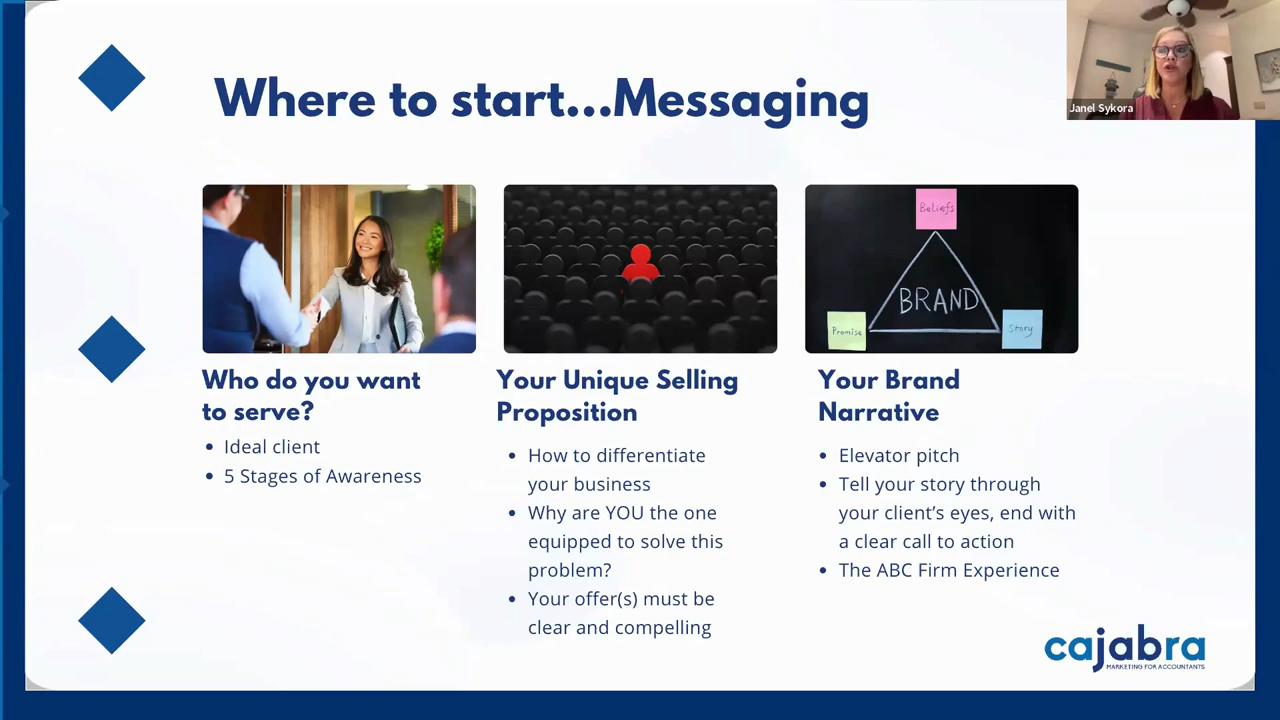 Where to start...Messaging
Janel Sykora
Beliefs
BRAND
Promise
Story
Who do you want
to serve?
• Ideal client
• 5 Stages of Awareness
Your Unique Selling
Proposition
• How to differentiate
your business
• Why are YOU the one
equipped to solve this
problem?
• Your offer(s) must be
clear and compelling
Your Brand
Narrative
• Elevator pitch
• Tell your story through
your client’s eyes, end with
a clear call to action
• The ABC Firm Experience
cajabra
MARKETING FOR ACCOUNTANTS